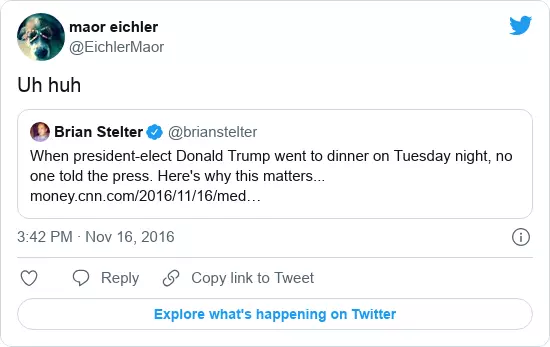 maor eichler
@EichlerMaor
Uh huh
Brian Stelter @brianstelter
When president-elect Donald Trump went to dinner on Tuesday night, no
one told the press. Here's why this matters...
money.cnn.com/2016/11/16/med…
3:42 PM · Nov 16, 2016
Reply Copy link to Tweet
Explore what's happening on Twitter